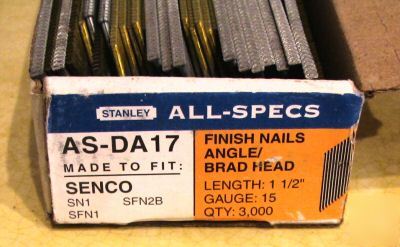 STANLEY ALL-SPECS
AS-DA17
MADE TO FIT:
SENCO
SN1 SFN2B
SFN1
FINISH NAILS
ANGLE/
BRAD HEAD
LENGTH: 1 1/2"
GAUGE: 15
QTY: 3,000